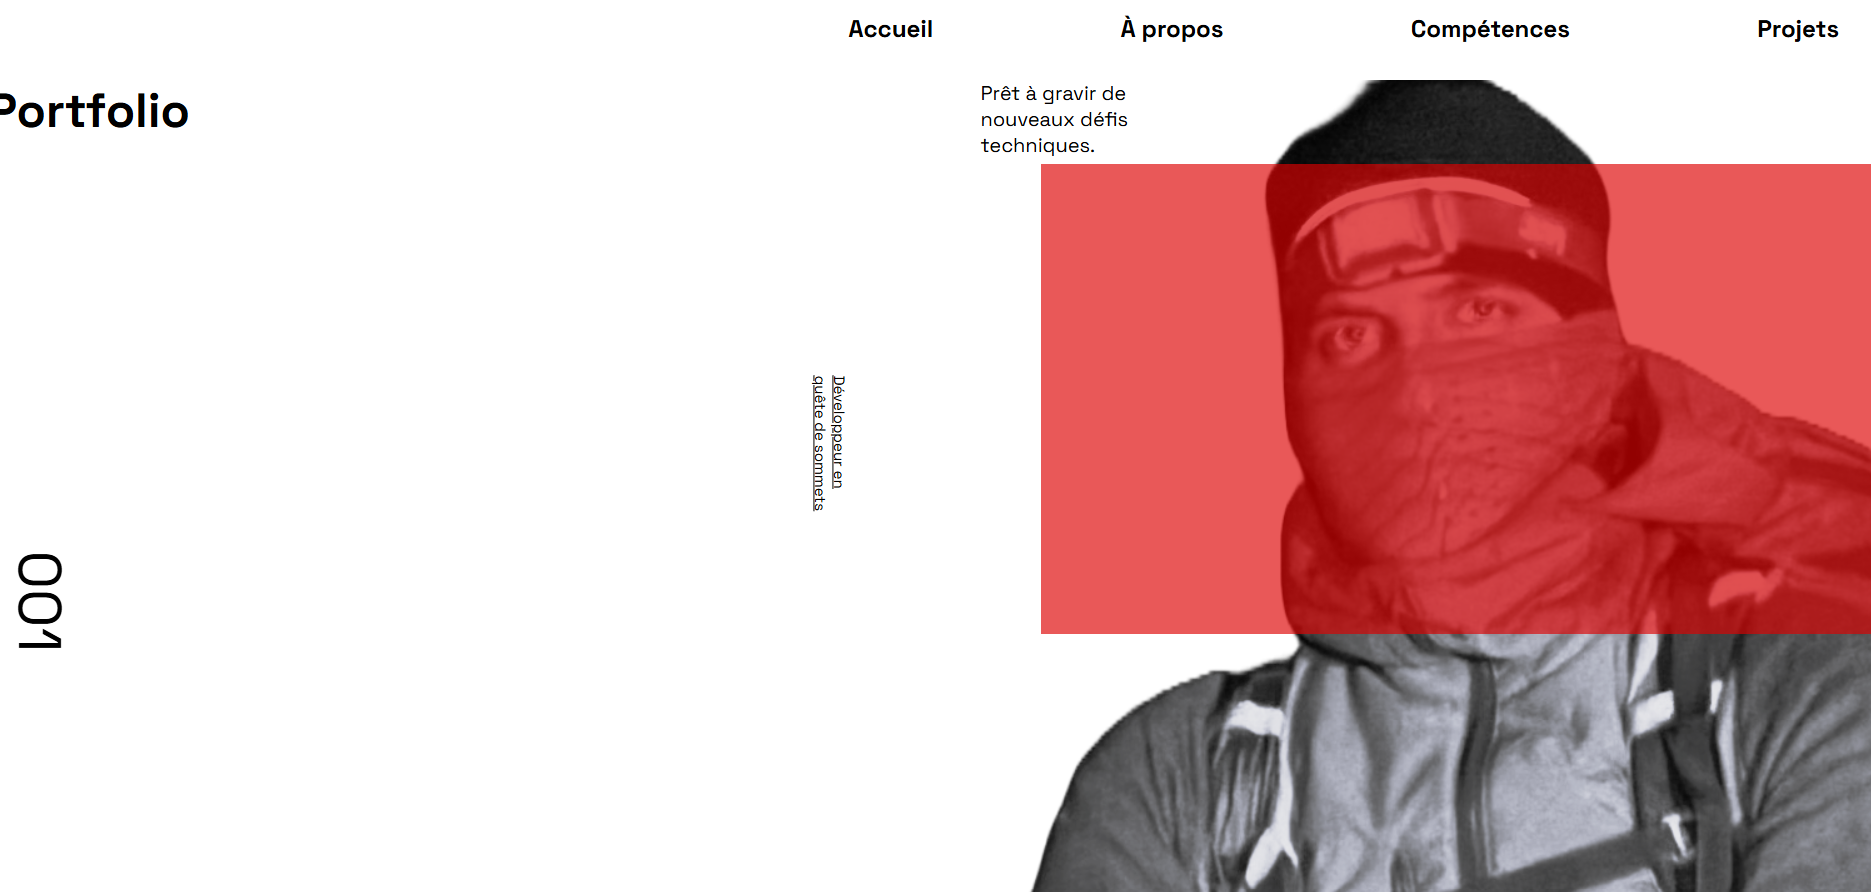 Accueil
À propos
Compétences
Projets
Portfolio
Prêt à gravir de
nouveaux défis
techniques.
Développeur en
quête de sommets
001